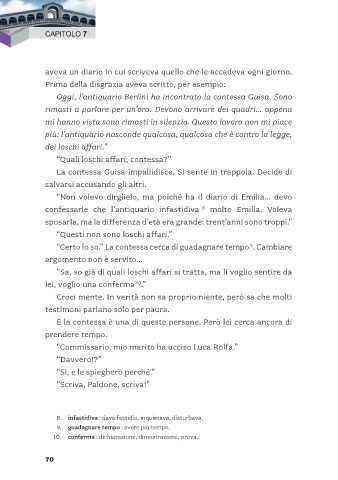 CAPITOLO 7
aveva un diario in cui scriveva quello che le accadeva ogni giorno.
Prima della disgrazia aveva scritto, per esempio:
Oggi, l'antiquario Berlini ha incontrato la contessa Guisa. Sono
rimasti a parlare per un'ora. Devono arrivare dei quadri... appena
mi hanno vista sono rimasti in silenzio. Questo lavoro non mi piace
più: l'antiquario nasconde qualcosa, qualcosa che è contro la legge,
dei loschi affari."
"Quali loschi affari, contessa?"
La contessa Guisa impallidisce. Si sente in trappola. Decide di
salvarsi accusando gli altri.
"Non volevo dirglielo, ma poiché ha il diario di Emilia... devo
confessarle che l'antiquario infastidiva 8 molto Emilia. Voleva
sposarla, ma la differenza d'età era grande: trent'anni sono troppi."
"Questi non sono loschi affari."
"Certo lo so." La contessa cerca di guadagnare tempo9. Cambiare
argomento non è servito...
"Sa, so già di quali loschi affari si tratta, ma li voglio sentire da
lei, voglio una conferma10."
Croci mente. In verità non sa proprio niente, però sa che molti
testimoni parlano solo per paura.
E la contessa è una di queste persone. Però lei cerca ancora di
prendere tempo.
"Commissario, mio marito ha ucciso Luca Rolfa."
"Davvero!?"
"Sì, e le spiegherò perché."
"Scriva, Paldone, scriva!"
8. infastidiva : dava fastidio, inquietava, disturbava.
9. guadagnare tempo : avere più tempo.
10. conferma : dichiarazione, dimostrazione, prova.
70